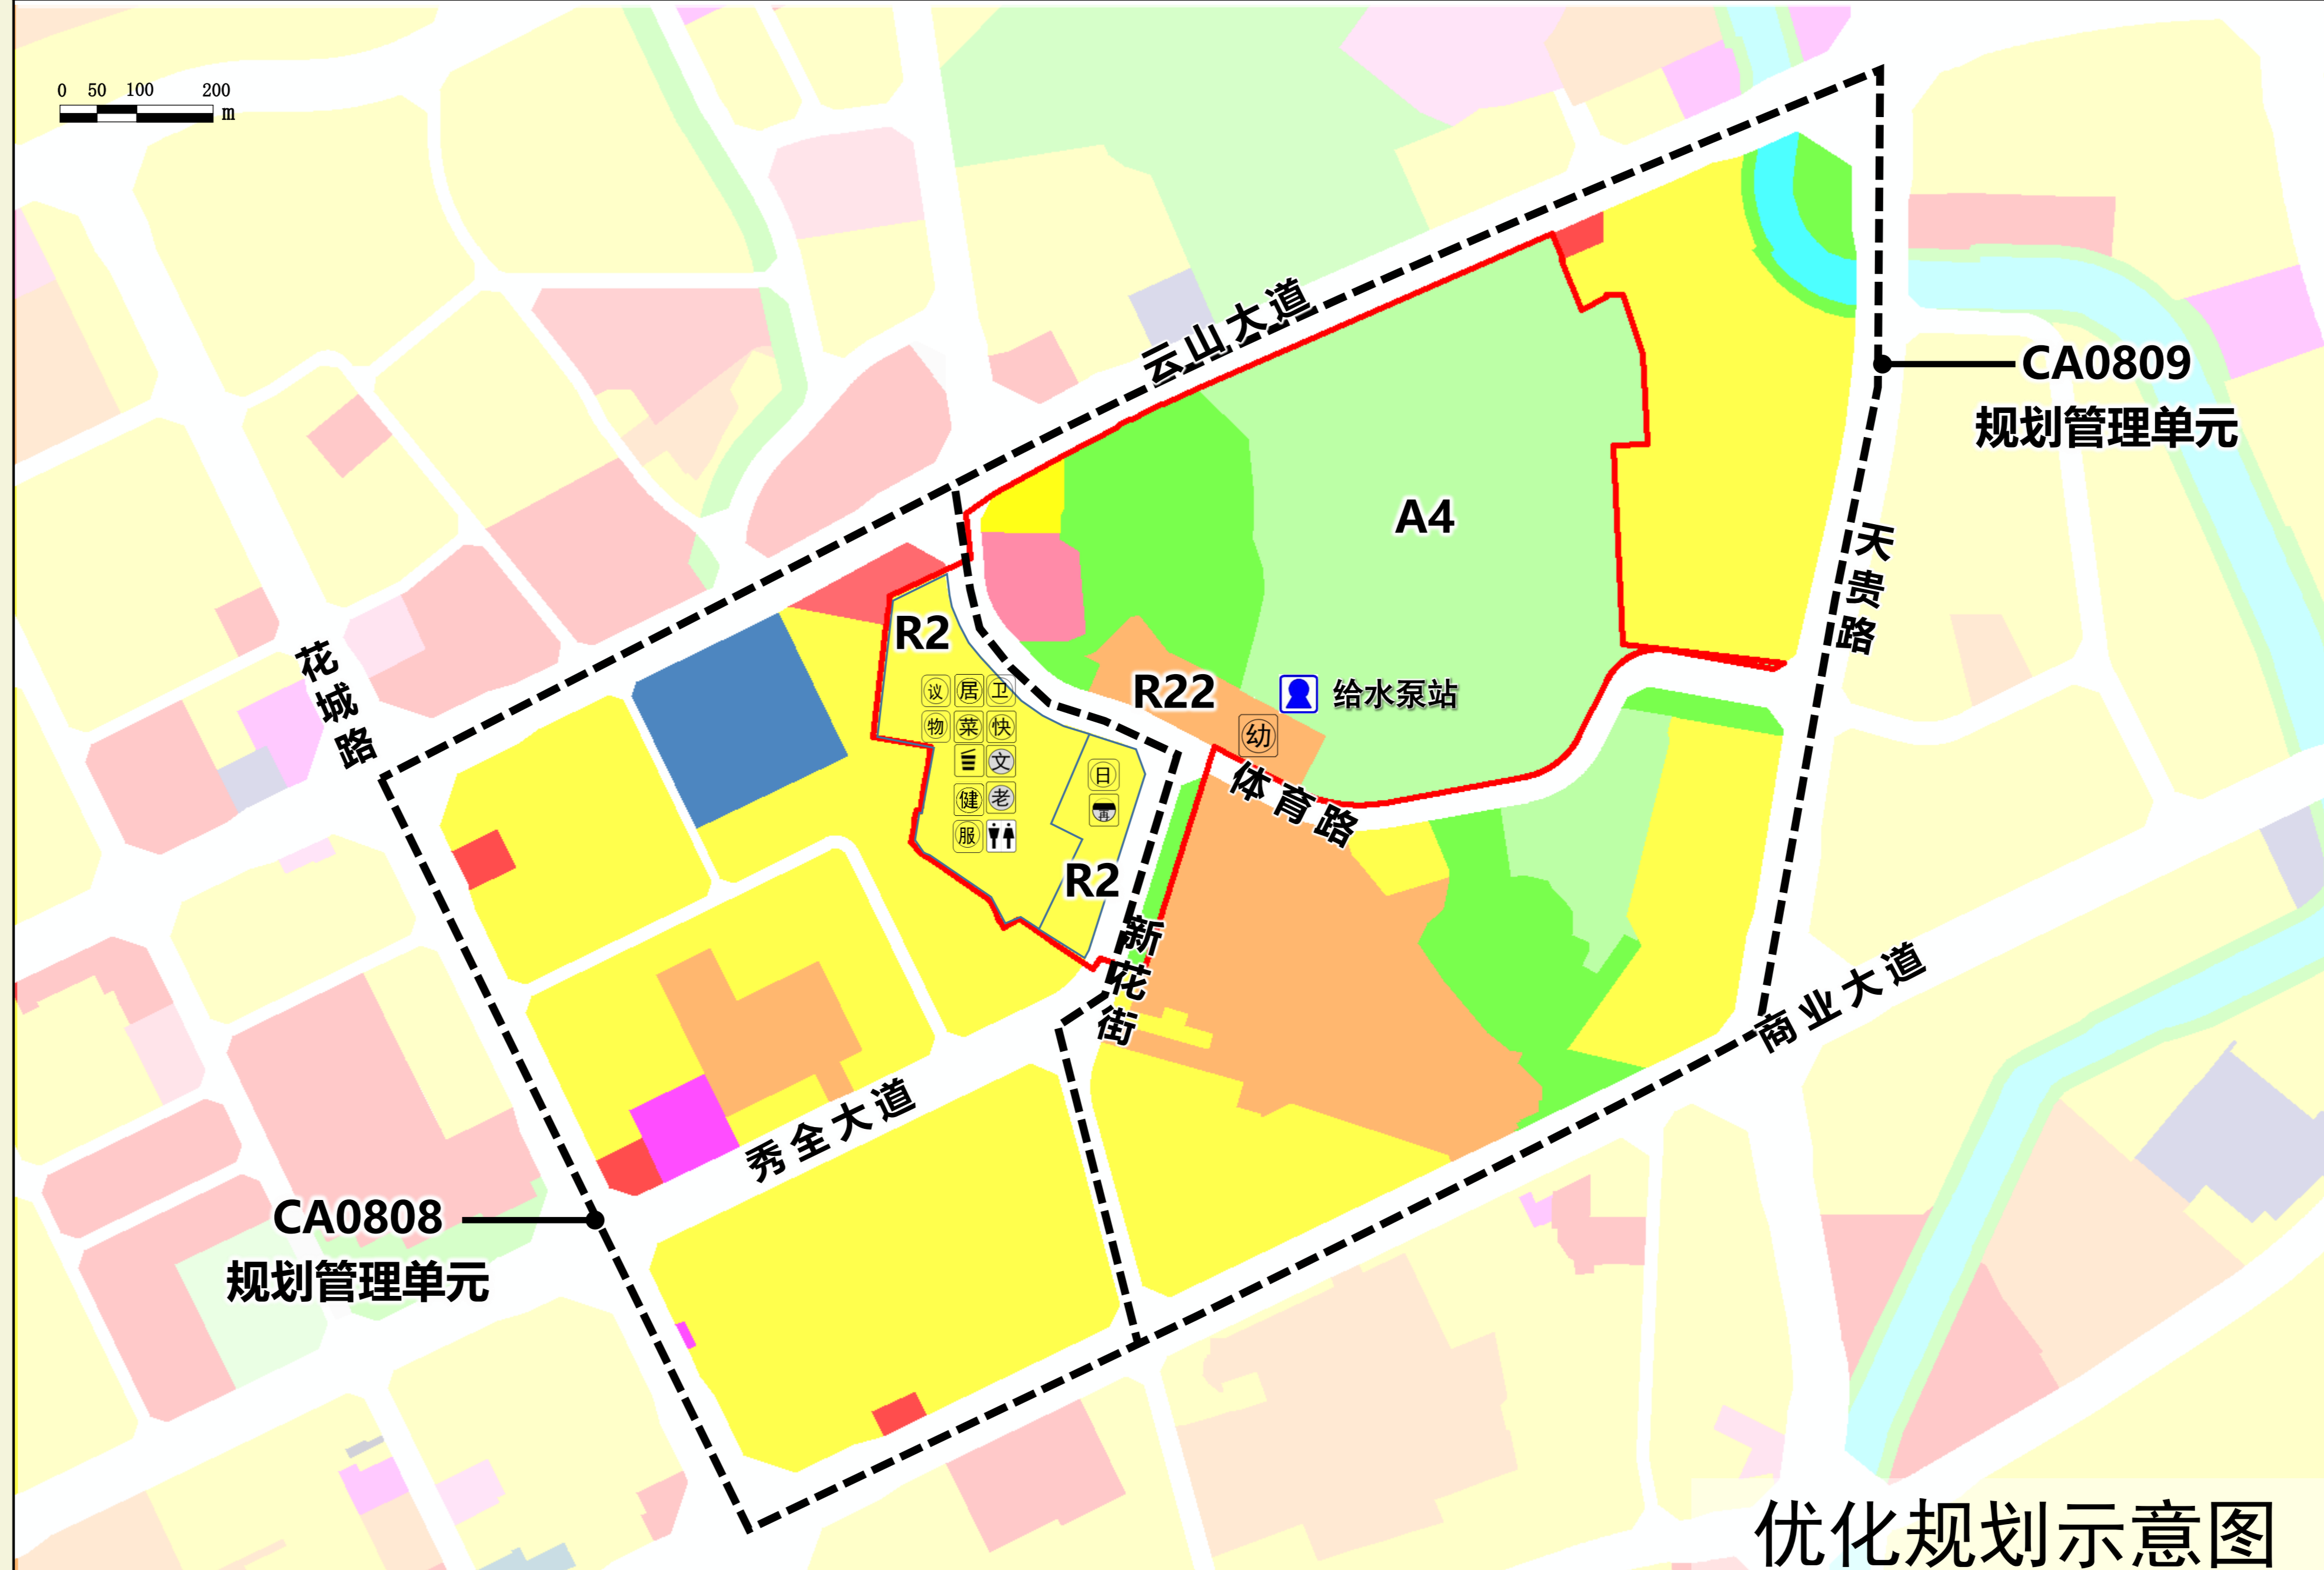 0 50 100 200
m
云山大道
CA0809
规划管理单元
A4
天贵路
R2
花城路
议 居 卫
R22
给水泵站
物 菜 快
幼
文
日
体育路
健 老
再
服
R2
新花街
商业大道
秀全大道
CA0808
规划管理单元
优化规划示意图